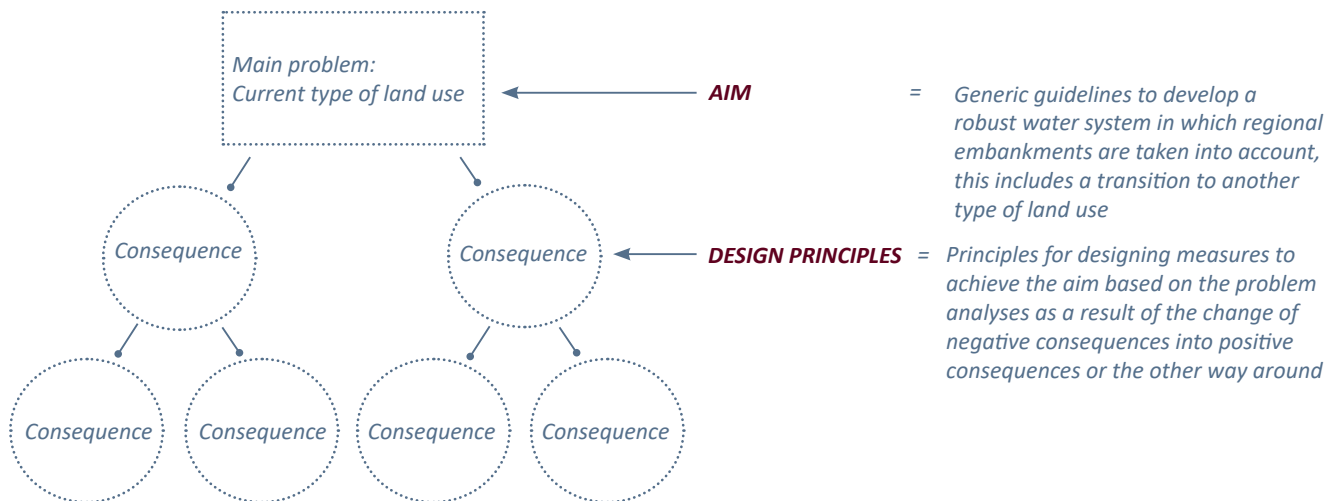 Main problem:
Current type of land use
AIM
=
Generic guidelines to develop a
robust water system in which regional
embankments are taken into account,
this includes a transition to another
type of land use
Consequence
Consequence
DESIGN PRINCIPLES
=
Principles for designing measures to
achieve the aim based on the problem
analyses as a result of the change of
negative consequences into positive
consequences or the other way around
Consequence
Consequence
Consequence
Consequence